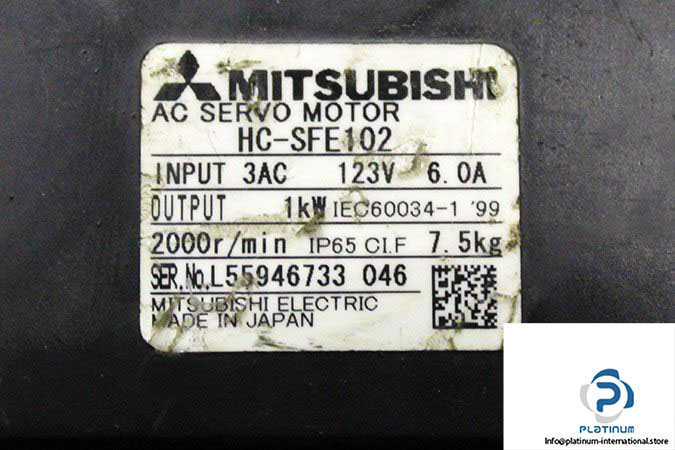 MITSUBISHI
AC SERVO MOTOR
HC-SFE102
INPUT 3AC 123V 6.0A
OUTPUT 1kW IEC60034-1 '99
2000r/min IP65 CI.F 7.5kg
SER.No.L55946733 046
MITSUBISHI ELECTRIC
MADE IN JAPAN
PLATINUM
Info@platinum-international.store